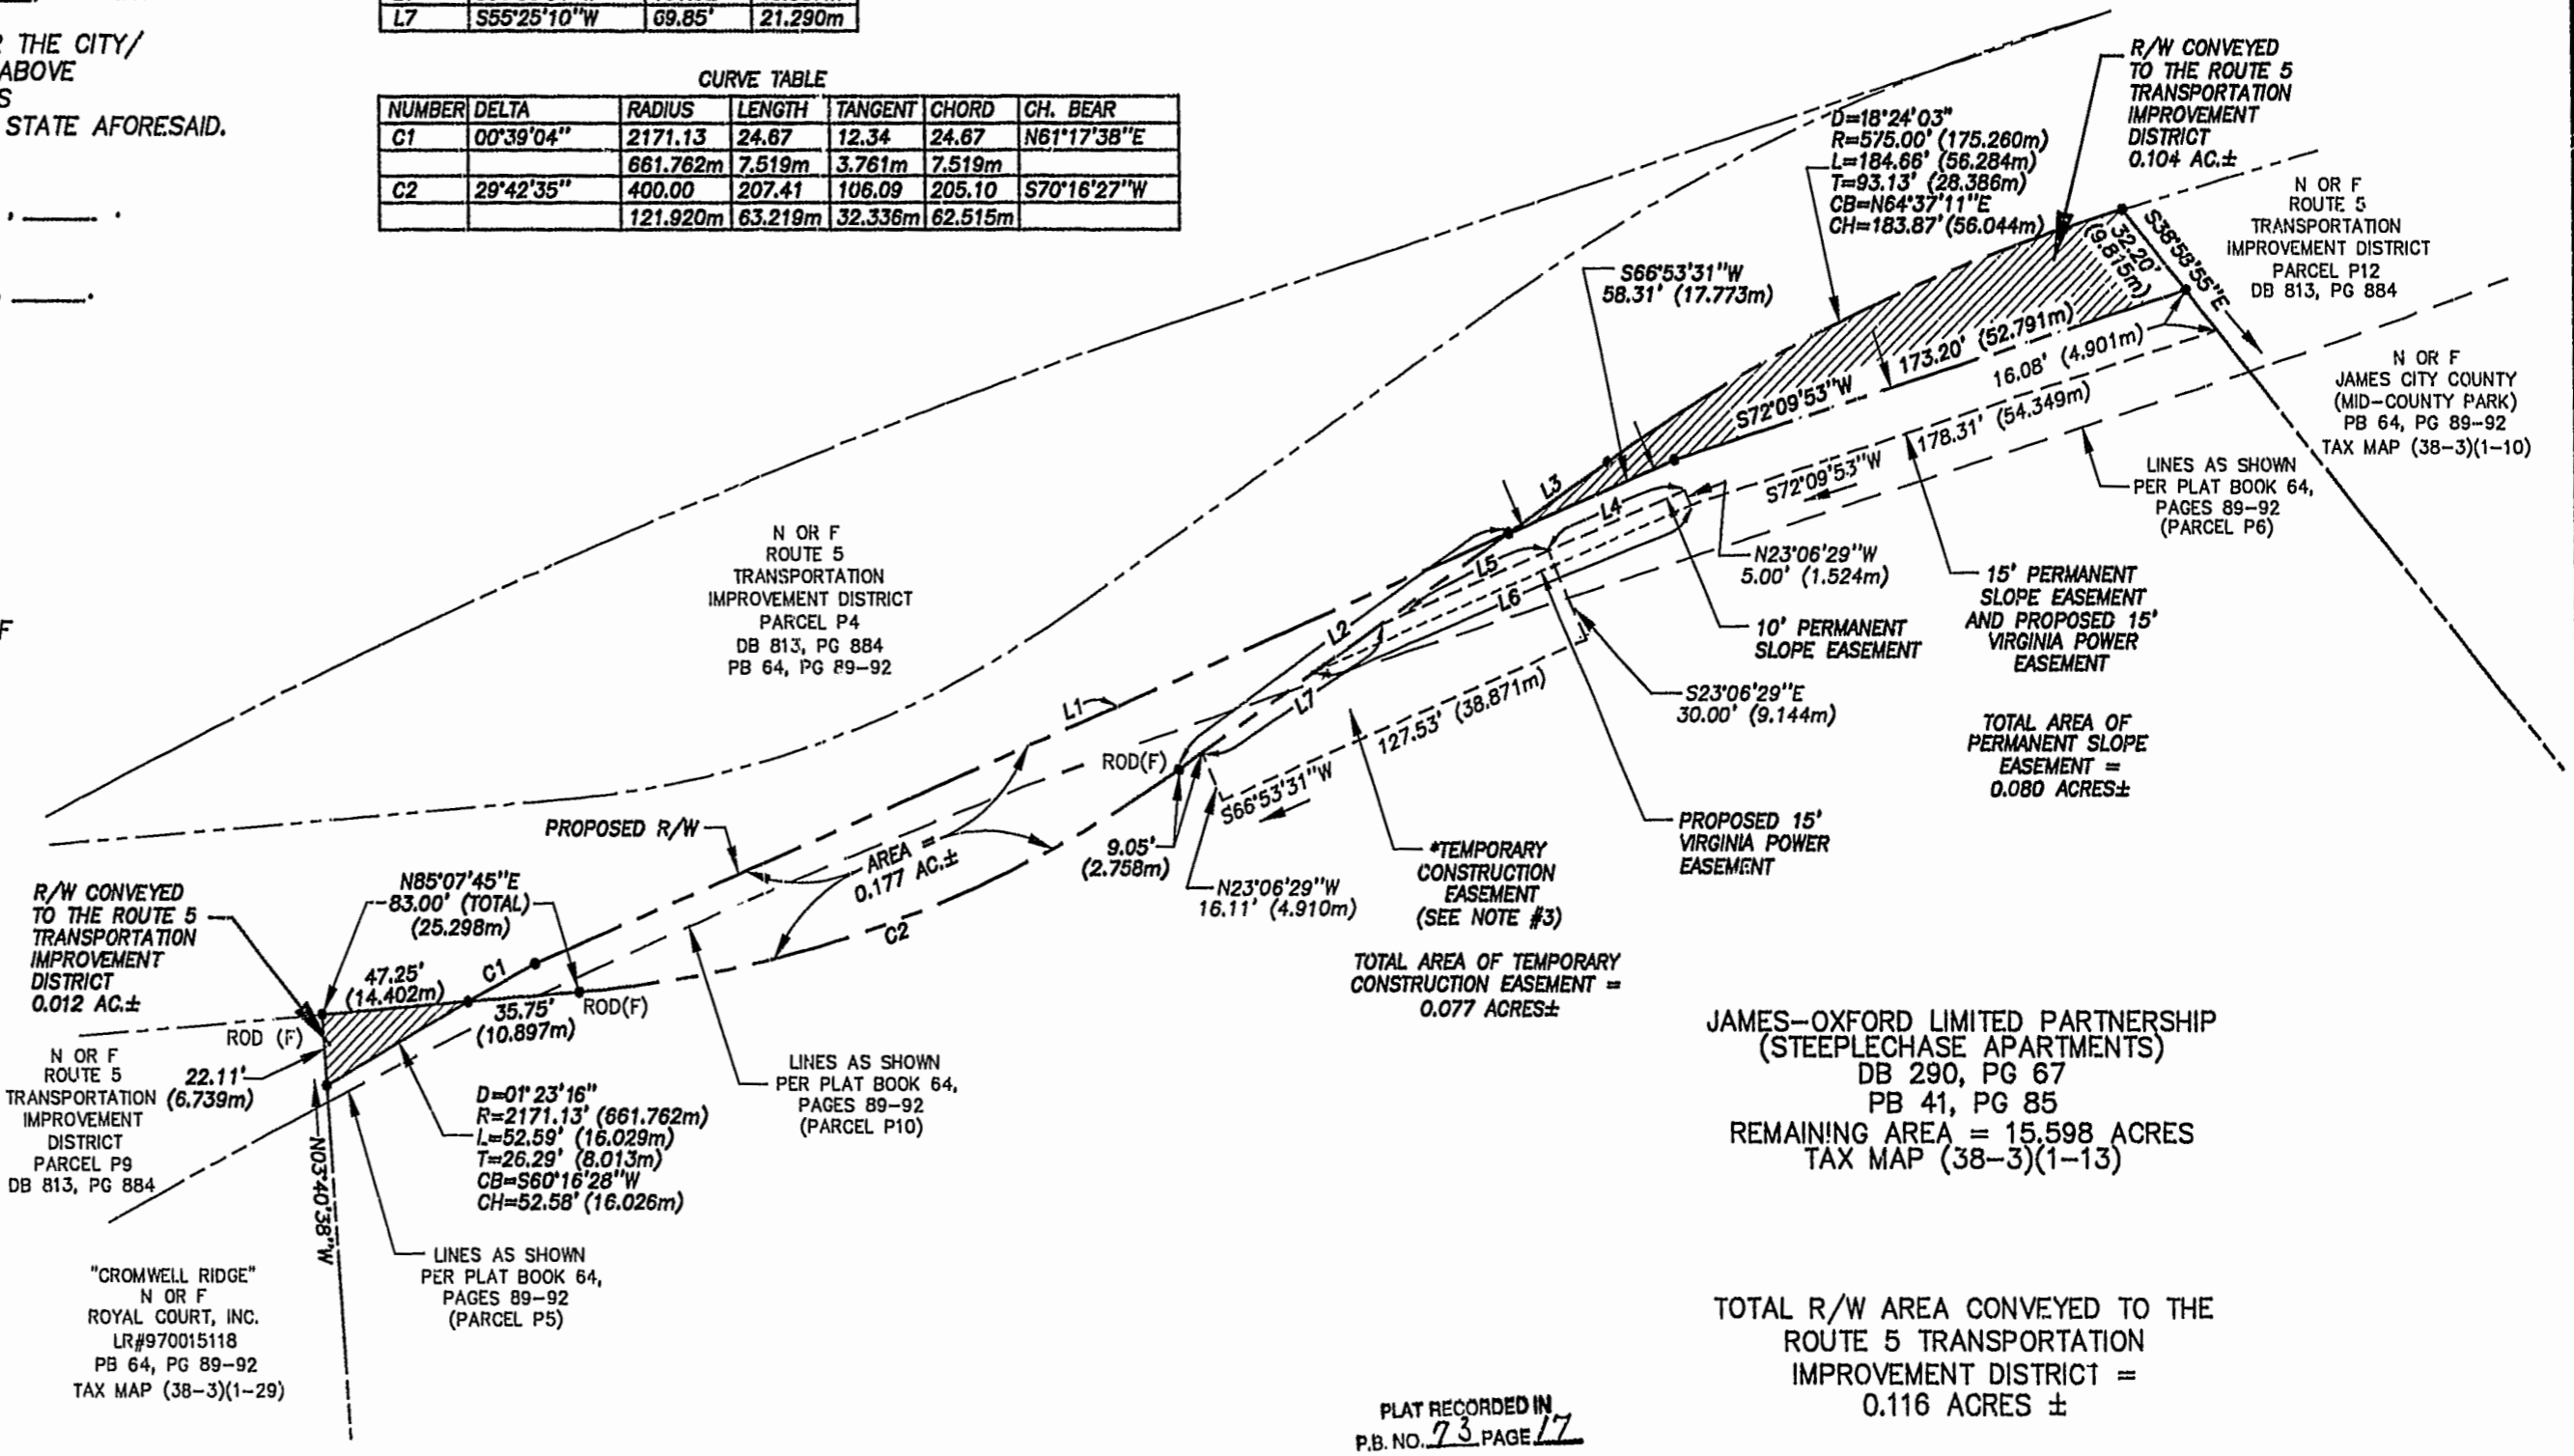 L7 S55°25'10"W 69.85' 21.290m
THE CITY/
ABOVE
STATE AFORESAID.
CURVE TABLE
NUMBER DELTA RADIUS LENGTH TANGENT CHORD CH. BEAR
C1 00°39'04" 2171.13 24.67 12.34 24.67 N61°17'38"E
661.762m 7.519m 3.761m 7.519m
C2 29°42'35" 400.00 207.41 106.09 205.10 S70°16'27"W
121.920m 63.219m 32.336m 62.515m
R/W CONVEYED
TO THE ROUTE 5
TRANSPORTATION
IMPROVEMENT
DISTRICT
0.104 AC.±
D=18°24'03"
R=575.00' (175.260m)
L=184.66' (56.284m)
T=93.13' (28.386m)
CB=N64°37'11"E
CH=183.87' (56.044m)
N OR F
ROUTE 5
TRANSPORTATION
IMPROVEMENT DISTRICT
PARCEL P12
DB 813, PG 884
S38°58'55"E
32.20'
(9.815m)
S66°53'31"W
58.31' (17.773m)
S72°09'53"W 173.20' (52.791m)
16.08' (4.901m)
S72°09'53"W 178.31' (54.349m)
N OR F
JAMES CITY COUNTY
(MID-COUNTY PARK)
PB 64, PG 89-92
TAX MAP (38-3)(1-10)
LINES AS SHOWN
PER PLAT BOOK 64,
PAGES 89-92
(PARCEL P6)
L3
L4
L5
L6
L2
L7
L1
N23°06'29"W
5.00' (1.524m)
10' PERMANENT
SLOPE EASEMENT
15' PERMANENT
SLOPE EASEMENT
AND PROPOSED 15'
VIRGINIA POWER
EASEMENT
S23°06'29"E
30.00' (9.144m)
TOTAL AREA OF
PERMANENT SLOPE
EASEMENT =
0.080 ACRES±
N OR F
ROUTE 5
TRANSPORTATION
IMPROVEMENT DISTRICT
PARCEL P4
DB 813, PG 884
PB 64, PG 89-92
ROD(F)
S66°53'31"W 127.53' (38.871m)
PROPOSED 15'
VIRGINIA POWER
EASEMENT
PROPOSED R/W
AREA =
0.177 AC.±
9.05'
(2.758m)
N23°06'29"W
16.11' (4.910m)
*TEMPORARY
CONSTRUCTION
EASEMENT
(SEE NOTE #3)
TOTAL AREA OF TEMPORARY
CONSTRUCTION EASEMENT =
0.077 ACRES±
R/W CONVEYED
TO THE ROUTE 5
TRANSPORTATION
IMPROVEMENT
DISTRICT
0.012 AC.±
N85°07'45"E
83.00' (TOTAL)
(25.298m)
47.25'
(14.402m)
C1
C2
35.75'
(10.897m)
ROD(F)
ROD (F)
22.11'
(6.739m)
N OR F
ROUTE 5
TRANSPORTATION
IMPROVEMENT
DISTRICT
PARCEL P9
DB 813, PG 884
N03°40'38"W
D=01°23'16"
R=2171.13' (661.762m)
L=52.59' (16.029m)
T=26.29' (8.013m)
CB=S60°16'28"W
CH=52.58' (16.026m)
LINES AS SHOWN
PER PLAT BOOK 64,
PAGES 89-92
(PARCEL P10)
LINES AS SHOWN
PER PLAT BOOK 64,
PAGES 89-92
(PARCEL P5)
"CROMWELL RIDGE"
N OR F
ROYAL COURT, INC.
LR#970015118
PB 64, PG 89-92
TAX MAP (38-3)(1-29)
JAMES-OXFORD LIMITED PARTNERSHIP
(STEEPLECHASE APARTMENTS)
DB 290, PG 67
PB 41, PG 85
REMAINING AREA = 15.598 ACRES
TAX MAP (38-3)(1-13)
TOTAL R/W AREA CONVEYED TO THE
ROUTE 5 TRANSPORTATION
IMPROVEMENT DISTRICT =
0.116 ACRES ±
PLAT RECORDED IN
P.B. NO. 73 PAGE 17